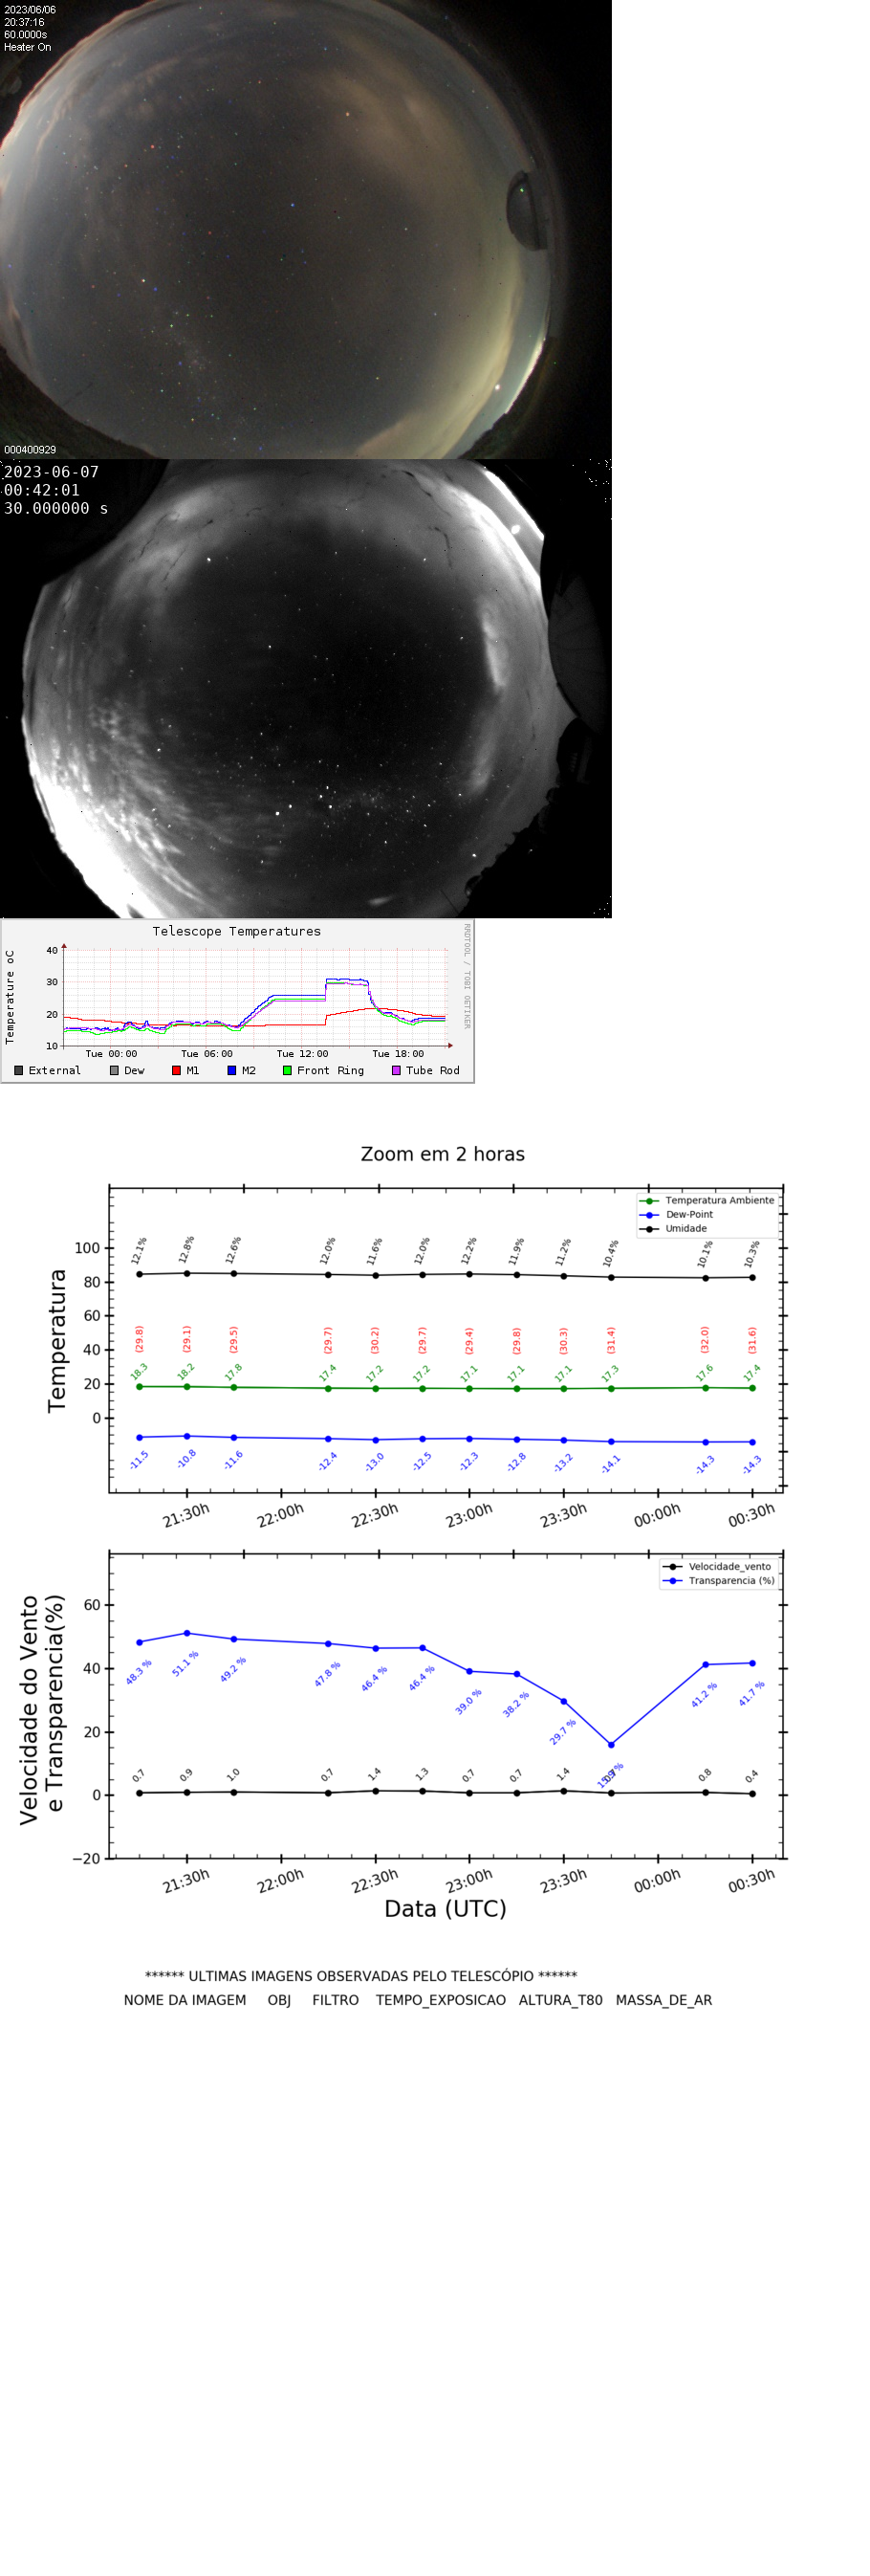 2023/06/06
20:37:16
60.0000s
Heater On
000400929
2023-06-07
00:42:01
30.000000 s
Telescope Temperatures
RRDTOOL / TOBI OETIKER
Temperature oC
40
30
20
10
Tue 00:00 Tue 06:00 Tue 12:00 Tue 18:00
External Dew M1 M2 Front Ring Tube Rod
Zoom em 2 horas
Temperatura Ambiente
Dew-Point
Umidade
Temperatura
100
80
60
40
20
0
12.1% 12.8% 12.6% 12.0% 11.6% 12.0% 12.2% 11.9% 11.2% 10.4% 10.1% 10.3%
(29.8) (29.1) (29.5) (29.7) (30.2) (29.7) (29.4) (29.8) (30.3) (31.4) (32.0) (31.6)
18.3 18.2 17.8 17.4 17.2 17.2 17.1 17.1 17.1 17.3 17.6 17.4
-11.5 -10.8 -11.6 -12.4 -13.0 -12.5 -12.3 -12.8 -13.2 -14.1 -14.3 -14.3
21:30h 22:00h 22:30h 23:00h 23:30h 00:00h 00:30h
Velocidade_vento
Transparencia (%)
Velocidade do Vento
e Transparencia(%)
60
40
20
0
−20
48.3 % 51.1 % 49.2 % 47.8 % 46.4 % 46.4 % 39.0 % 38.2 % 29.7 % 41.2 % 41.7 %
0.7 0.9 1.0 0.7 1.4 1.3 0.7 0.7 1.4 0.8 0.4
21:30h 22:00h 22:30h 23:00h 23:30h 00:00h 00:30h
Data (UTC)
****** ULTIMAS IMAGENS OBSERVADAS PELO TELESCÓPIO ******
NOME DA IMAGEM OBJ FILTRO TEMPO_EXPOSICAO ALTURA_T80 MASSA_DE_AR